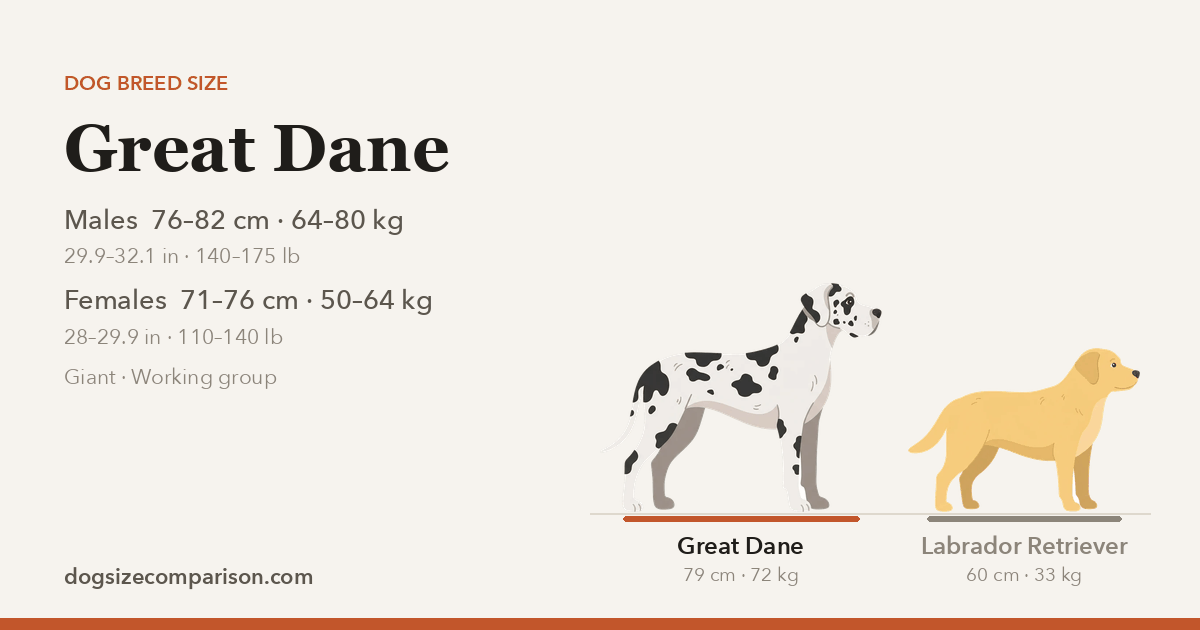 DOG BREED SIZE
Great Dane
Males 76–82 cm · 64–80 kg
29.9–32.1 in · 140–175 lb
Females 71–76 cm · 50–64 kg
28–29.9 in · 110–140 lb
Giant · Working group
Great Dane
79 cm · 72 kg
Labrador Retriever
60 cm · 33 kg
dogsizecomparison.com